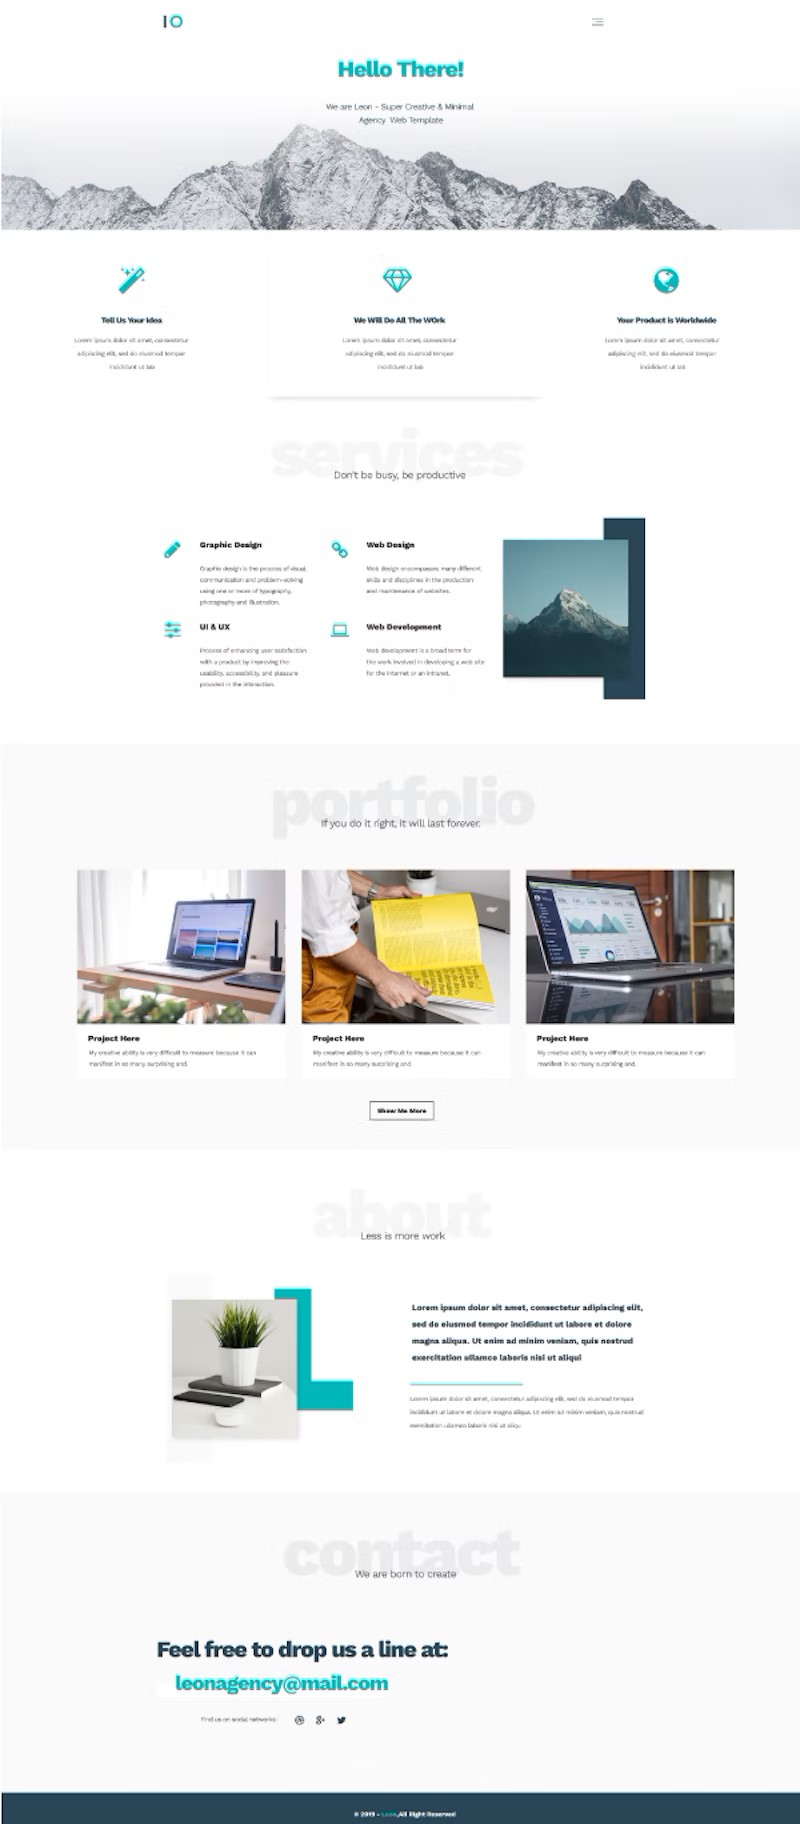 IO
Hello There!
We are Leon - Super Creative & Minimal
Agency Web Template
Tell Us Your Idea
Lorem ipsum dolor sit amet, consectetur
adipiscing elit, sed do eiusmod tempor
incididunt ut lab
We Will Do All The WOrk
Lorem ipsum dolor sit amet, consectetur
adipiscing elit, sed do eiusmod tempor
incididunt ut lab
Your Product is Worldwide
Lorem ipsum dolor sit amet, consectetur
adipiscing elit, sed do eiusmod tempor
incididunt ut lab
services
Don't be busy, be productive
Graphic Design
Graphic design is the process of visual
communication and problem-solving
using one or more of typography,
photography and illustration.
Web Design
Web design encompasses many different
skills and disciplines in the production
and maintenance of websites.
UI & UX
Process of enhancing user satisfaction
with a product by improving the
usability, accessibility, and pleasure
provided in the interaction.
Web Development
Web development is a broad term for
the work involved in developing a web site
for the Internet or an intranet.
portfolio
If you do it right, it will last forever.
Project Here
My creative ability is very difficult to measure because it can
manifest in so many surprising and.
Project Here
My creative ability is very difficult to measure because it can
manifest in so many surprising and.
Project Here
My creative ability is very difficult to measure because it can
manifest in so many surprising and.
Show Me More
about
Less is more work
Lorem ipsum dolor sit amet, consectetur adipiscing elit,
sed do eiusmod tempor incididunt ut labore et dolore
magna aliqua. Ut enim ad minim veniam, quis nostrud
exercitation ullamco laboris nisi ut aliqui
Lorem ipsum dolor sit amet, consectetur adipiscing elit, sed do eiusmod tempor
incididunt ut labore et dolore magna aliqua. Ut enim ad minim veniam, quis nostrud
exercitation ullamco laboris nisi ut aliqu
contact
We are born to create
Feel free to drop us a line at:
leonagency@mail.com
Find us on social networks:
© 2019 - Leon,All Right Reserved